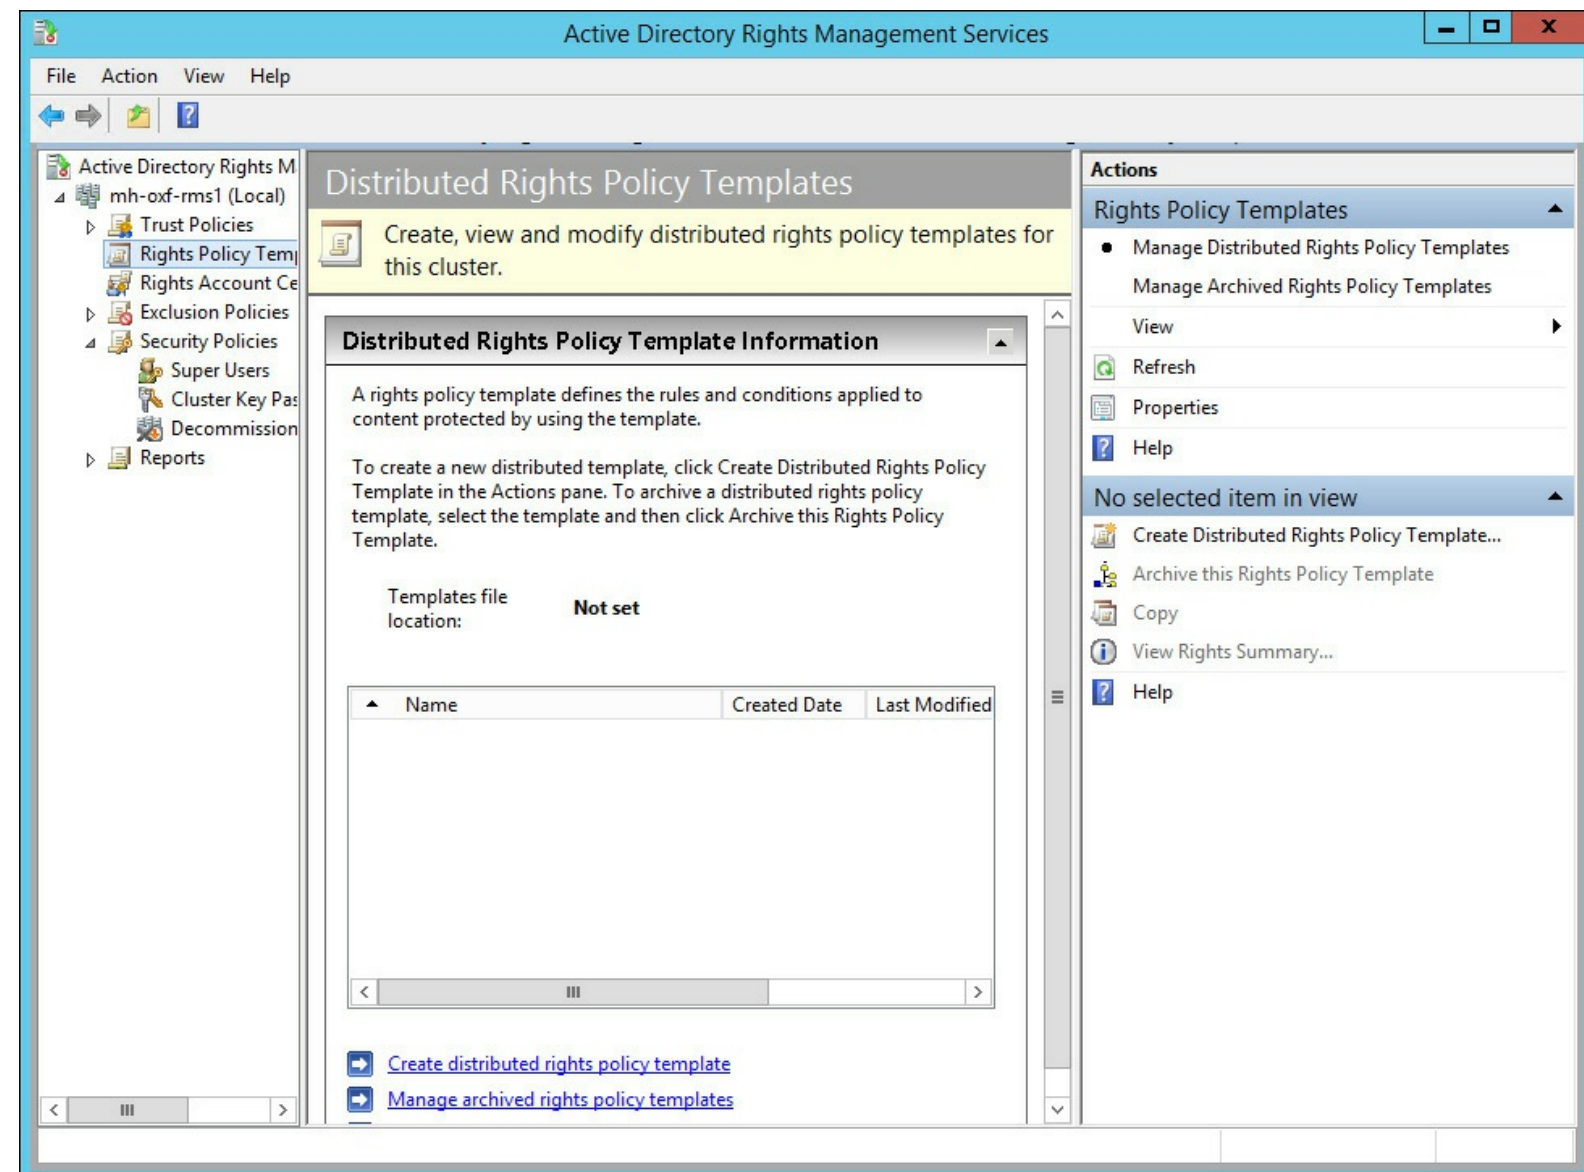 Active Directory Rights Management Services
File Action View Help
Active Directory Rights M
mh-oxf-rms1 (Local)
Trust Policies
Rights Policy Temp
Rights Account Ce
Exclusion Policies
Security Policies
Super Users
Cluster Key Pas
Decommission
Reports
Distributed Rights Policy Templates
Create, view and modify distributed rights policy templates for
this cluster.
Distributed Rights Policy Template Information
A rights policy template defines the rules and conditions applied to
content protected by using the template.
To create a new distributed template, click Create Distributed Rights Policy
Template in the Actions pane. To archive a distributed rights policy
template, select the template and then click Archive this Rights Policy
Template.
Templates file
location:
Not set
Name Created Date Last Modified
Create distributed rights policy template
Manage archived rights policy templates
Actions
Rights Policy Templates
Manage Distributed Rights Policy Templates
Manage Archived Rights Policy Templates
View
Refresh
Properties
Help
No selected item in view
Create Distributed Rights Policy Template...
Archive this Rights Policy Template
Copy
View Rights Summary...
Help